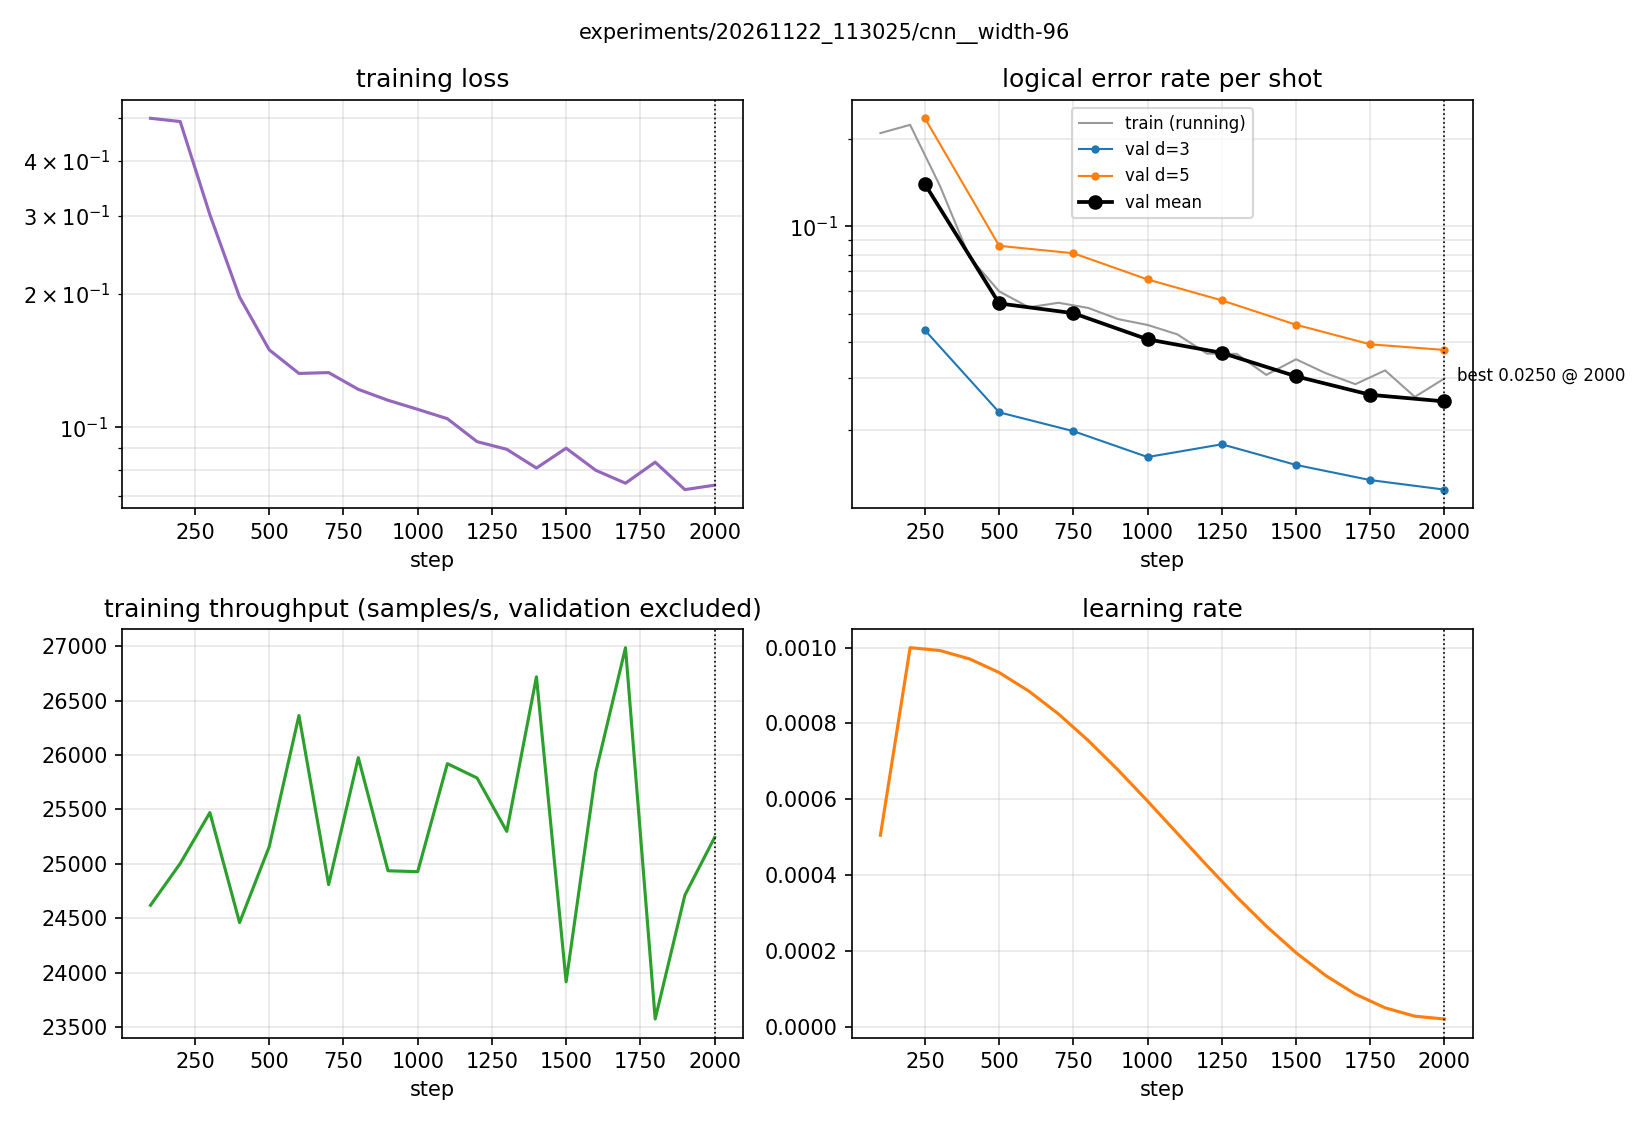 experiments/20261122_113025/cnn__width-96
training loss
4 × 10⁻¹
3 × 10⁻¹
2 × 10⁻¹
10⁻¹
250 500 750 1000 1250 1500 1750 2000
step
logical error rate per shot
train (running)
val d=3
val d=5
val mean
10⁻¹
best 0.0250 @ 2000
250 500 750 1000 1250 1500 1750 2000
step
training throughput (samples/s, validation excluded)
27000
26500
26000
25500
25000
24500
24000
23500
250 500 750 1000 1250 1500 1750 2000
step
learning rate
0.0010
0.0008
0.0006
0.0004
0.0002
0.0000
250 500 750 1000 1250 1500 1750 2000
step